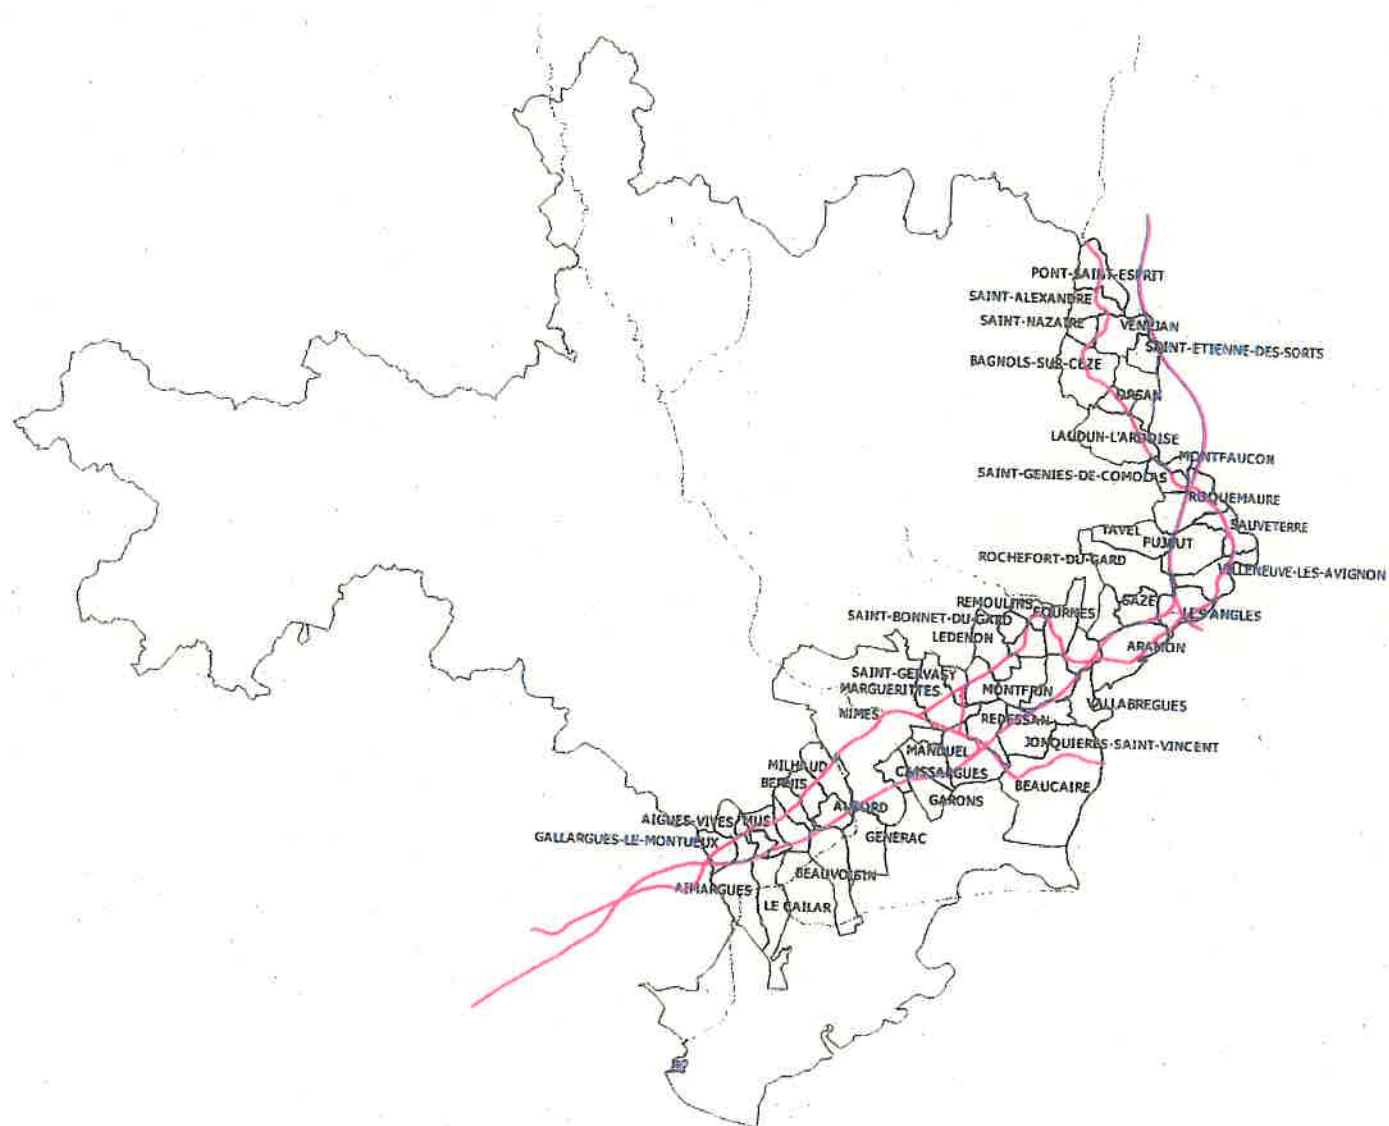 PONT-SAINT-ESPRIT
SAINT-ALEXANDRE
SAINT-NAZAIRE
VENEJAN
SAINT-ETIENNE-DES-SORTS
BAGNOLS-SUR-CEZE
ORSAN
LAUDUN-L'ARDOISE
MONTFAUCON
SAINT-GENIES-DE-COMOLAS
ROQUEMAURE
SAUVETERRE
TAVEL
PUJAUT
ROCHEFORT-DU-GARD
VILLENEUVE-LES-AVIGNON
SAZE
REMOULINS
FOURNES
LES ANGLES
SAINT-BONNET-DU-GARD
LEDENON
ARAMON
SAINT-GERVASY
MARGUERITTES
MONTFRIN
VALLABREGUES
NIMES
REDESSAN
JONQUIERES-SAINT-VINCENT
MANDUEL
MILHAUD
CAISSARGUES
BERNIS
BEAUCAIRE
GARONS
AUBORD
AIGUES-VIVES
MUS
GENERAC
GALLARGUES-LE-MONTUEUX
BEAUVOISIN
AIMARGUES
LE CAILAR